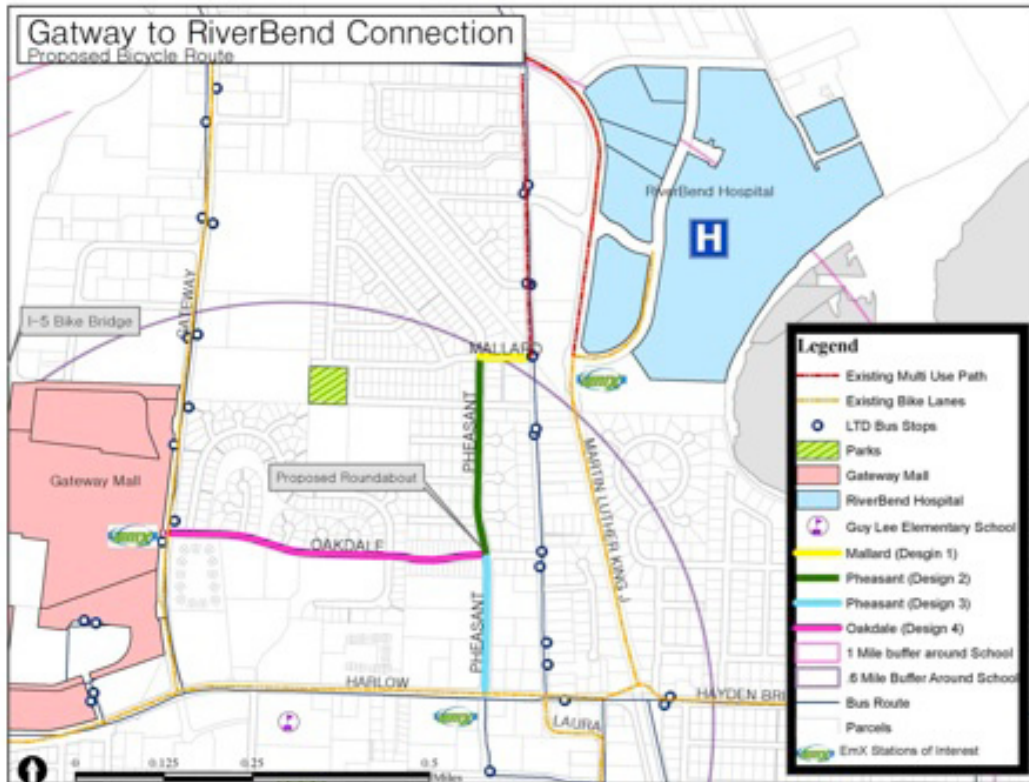 Gatway to RiverBend Connection
Proposed Bicycle Route
RiverBend Hospital
H
GATEWAY
I-5 Bike Bridge
MALLARD
PHEASANT
Proposed Roundabout
Gateway Mall
OAKDALE
MARTIN LUTHER KING J
PHEASANT
HARLOW
HAYDEN BRI
LAURA
0 0.125 0.25 0.5
Miles
Legend
Existing Multi Use Path
Existing Bike Lanes
LTD Bus Stops
Parks
Gateway Mall
RiverBend Hospital
Guy Lee Elementary School
Mallard (Desgin 1)
Pheasant (Design 2)
Pheasant (Design 3)
Oakdale (Design 4)
1 Mile buffer around School
.6 Mile Buffer Around School
Bus Route
Parcels
EmX Stations of Interest